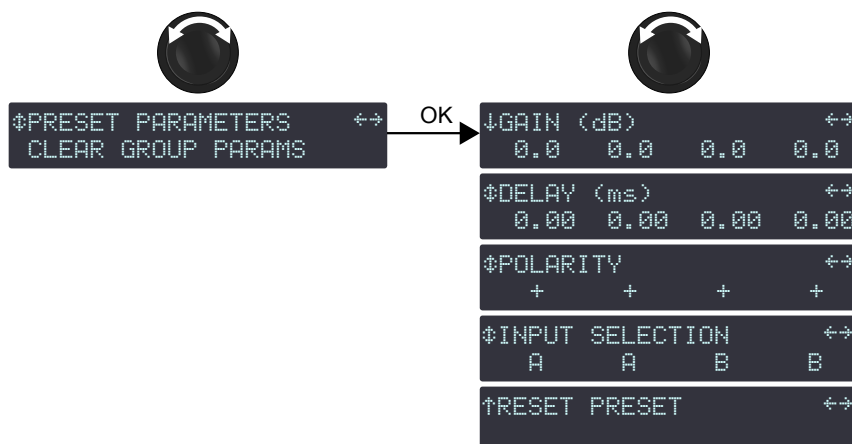 ↕PRESET PARAMETERS ←→
CLEAR GROUP PARAMS
OK
↓GAIN (dB) ←→
0.0 0.0 0.0 0.0
↕DELAY (ms) ←→
0.00 0.00 0.00 0.00
↕POLARITY ←→
+ + + +
↕INPUT SELECTION ←→
A A B B
↑RESET PRESET ←→